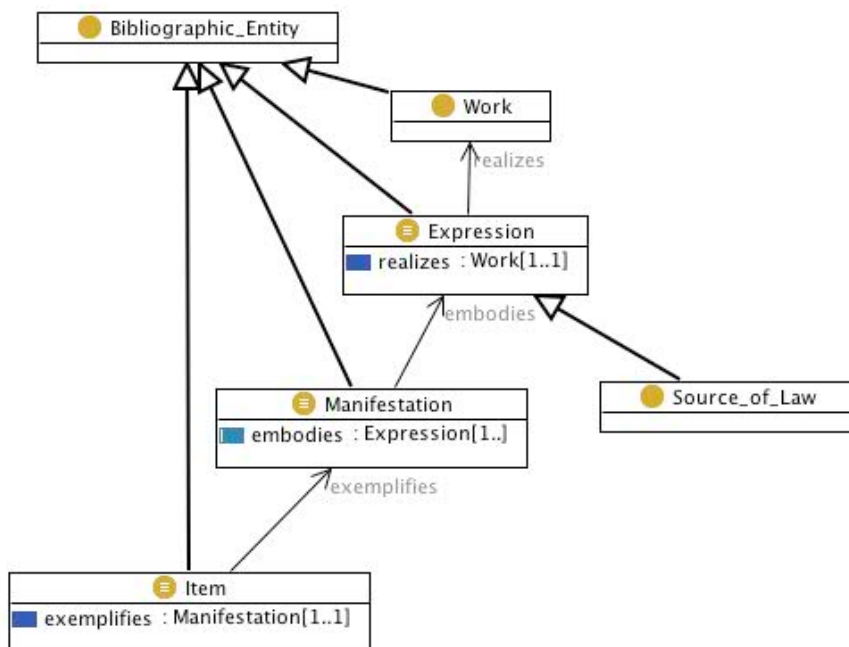 Bibliographic_Entity
Work
realizes
Expression
realizes : Work[1..1]
embodies
Manifestation
embodies : Expression[1..]
Source_of_Law
exemplifies
Item
exemplifies : Manifestation[1..1]